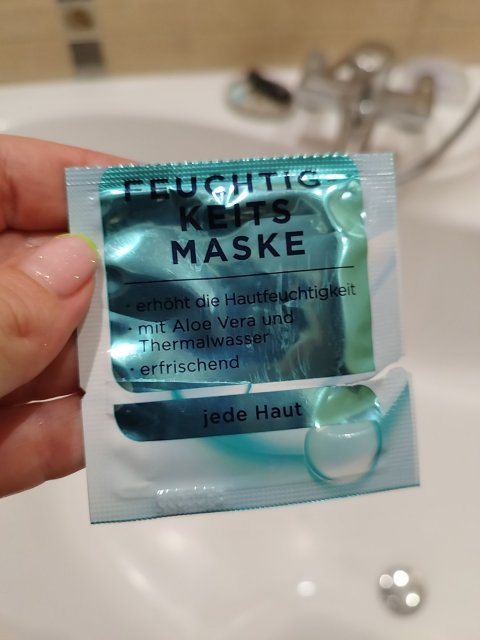 FEUCHTIG-
KEITS
MASKE
· erhöht die Hautfeuchtigkeit
· mit Aloe Vera und
Thermalwasser
· erfrischend
jede Haut